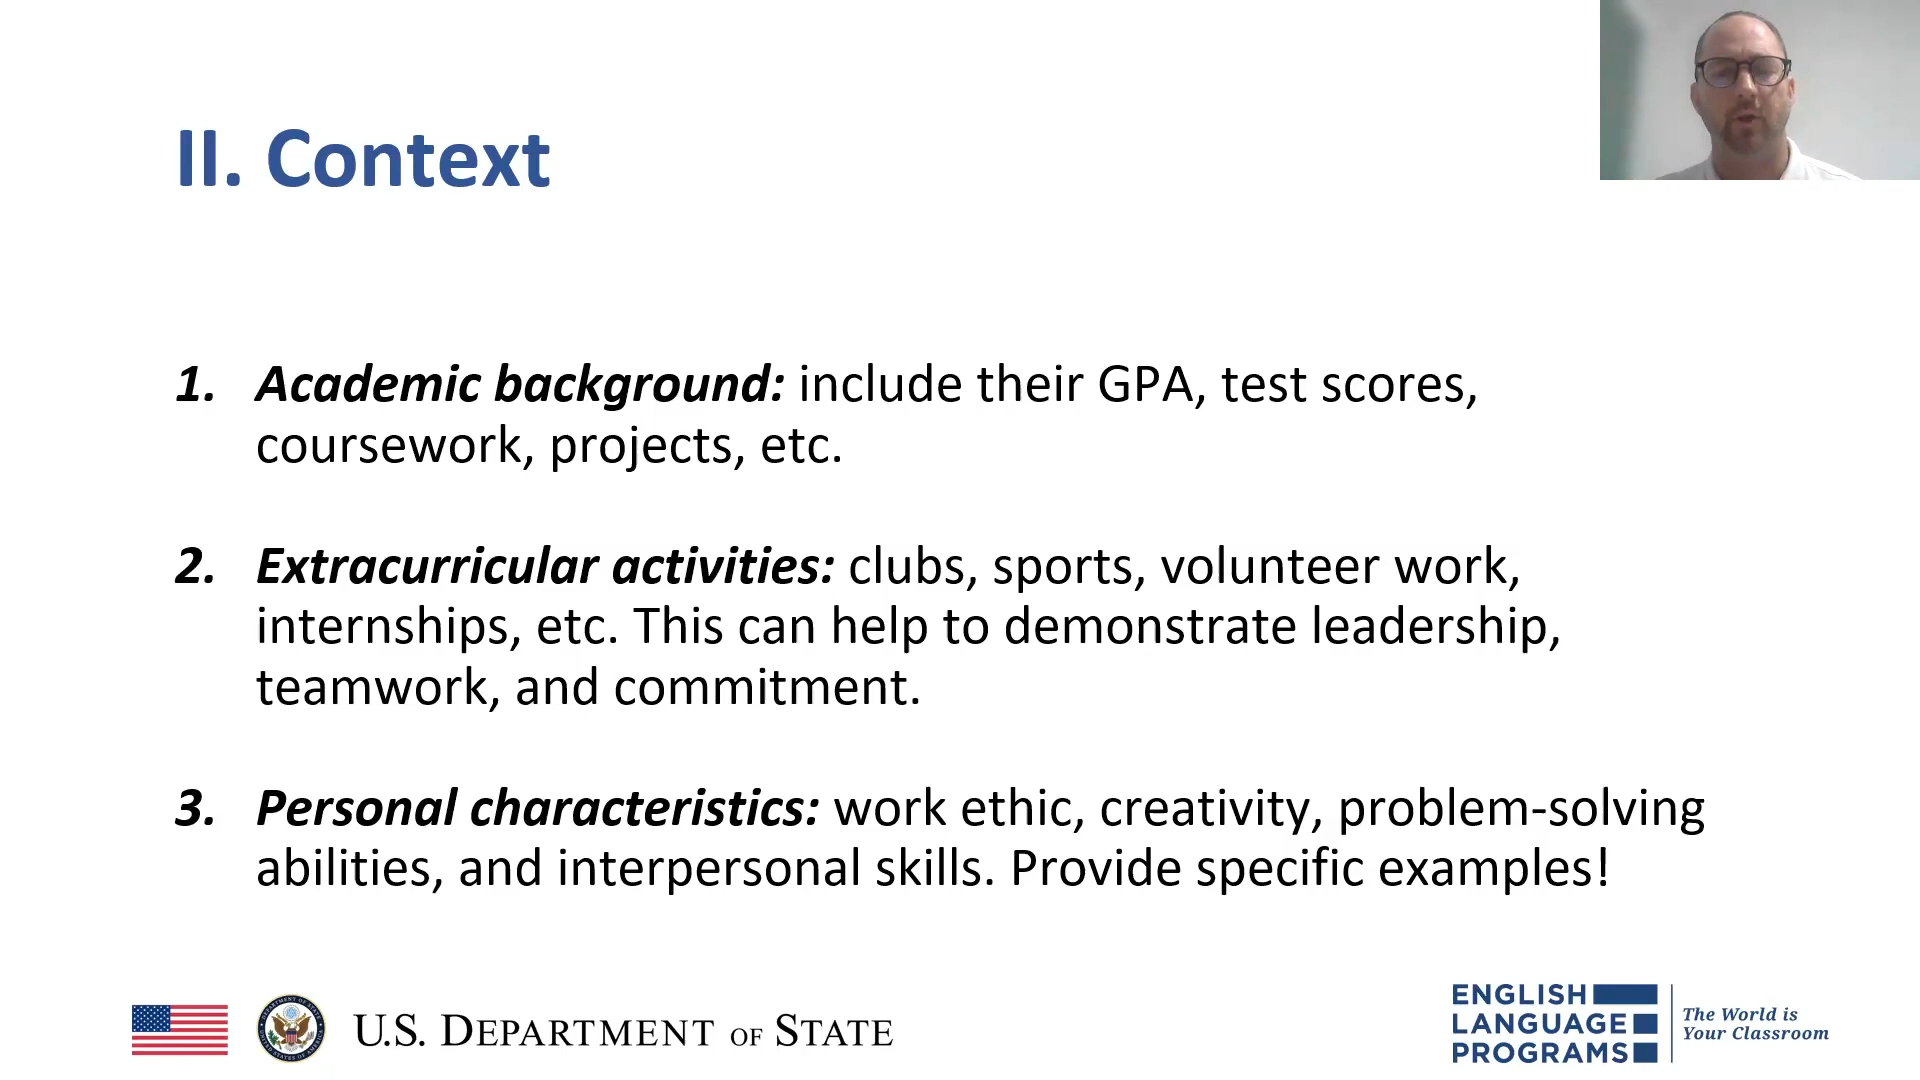 II. Context
1. Academic background: include their GPA, test scores,
coursework, projects, etc.
2. Extracurricular activities: clubs, sports, volunteer work,
internships, etc. This can help to demonstrate leadership,
teamwork, and commitment.
3. Personal characteristics: work ethic, creativity, problem-solving
abilities, and interpersonal skills. Provide specific examples!
U.S. DEPARTMENT OF STATE
ENGLISH
LANGUAGE
PROGRAMS
The World is
Your Classroom